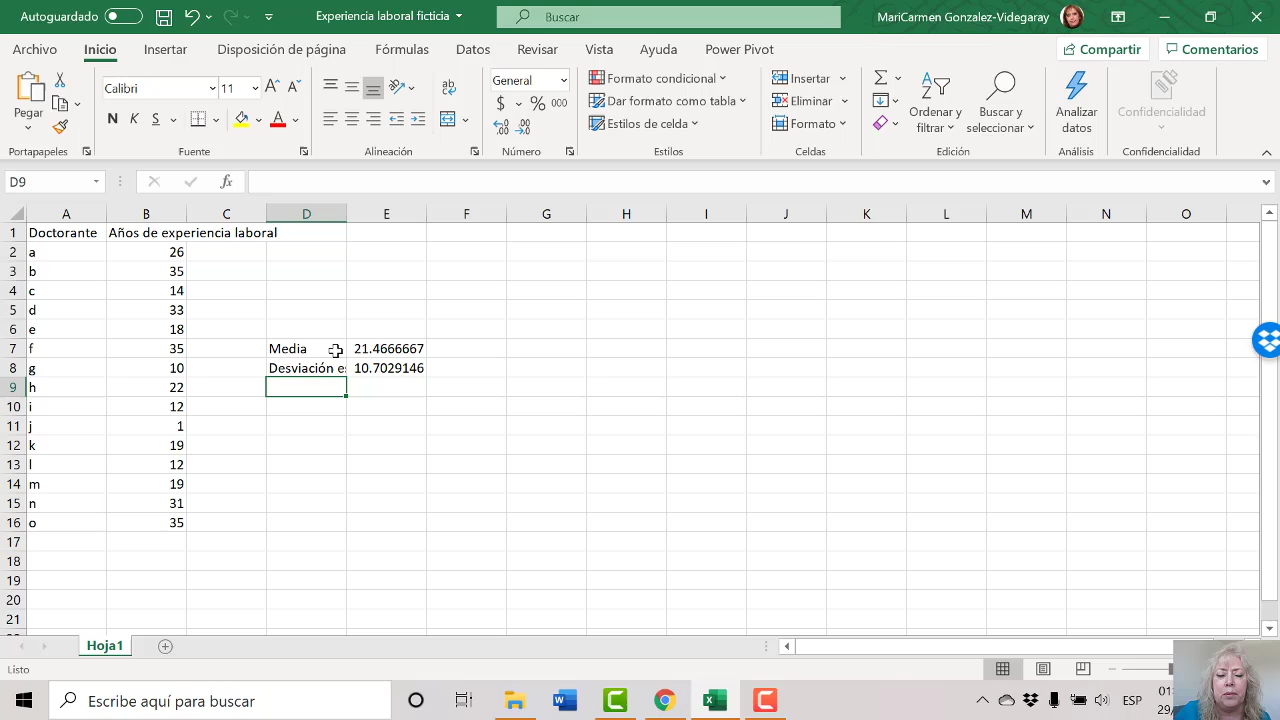 Autoguardado
Experiencia laboral ficticia
Buscar
MariCarmen Gonzalez-Videgaray
Archivo Inicio Insertar Disposición de página Fórmulas Datos Revisar Vista Ayuda Power Pivot
Compartir Comentarios
Pegar
Portapapeles
Calibri 11
N K S
Fuente
Alineación
General
$ % 000
Número
Formato condicional
Dar formato como tabla
Estilos de celda
Estilos
Insertar
Eliminar
Formato
Celdas
Ordenar y filtrar
Buscar y seleccionar
Edición
Analizar datos
Análisis
Confidencialidad
Confidencialidad
D9 fx
A B C D E F G H I J K L M N O
1 Doctorante Años de experiencia laboral
2 a 26
3 b 35
4 c 14
5 d 33
6 e 18
7 f 35 Media 21.4666667
8 g 10 Desviación es 10.7029146
9 h 22
10 i 12
11 j 1
12 k 19
13 l 12
14 m 19
15 n 31
16 o 35
17
18
19
20
21
Hoja1
Listo
Escribe aquí para buscar
ESP